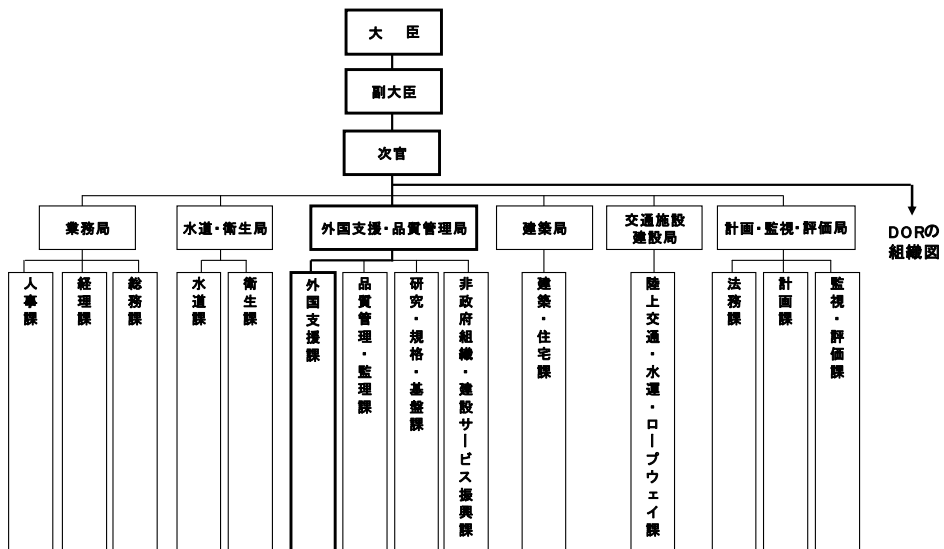 大　臣
副大臣
次官
業務局
水道・衛生局
外国支援・品質管理局
建築局
交通施設
建設局
計画・監視・評価局
DORの
組織図
人事課
経理課
総務課
水道課
衛生課
外国支援課
品質管理・監理課
研究・規格・基盤課
非政府組織・建設サービス振興課
建築・住宅課
陸上交通・水運・ロープウェイ課
法務課
計画課
監視・評価課